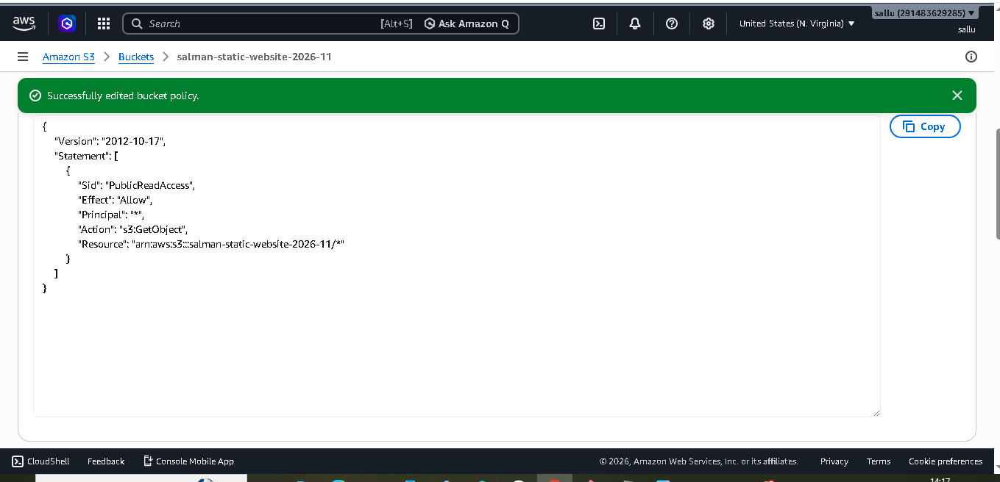 aws
Search [Alt+S] Ask Amazon Q
United States (N. Virginia) ▼
sallu (291483629285) ▼
sallu
Amazon S3 > Buckets > salman-static-website-2026-11
Successfully edited bucket policy.
Copy
{
"Version": "2012-10-17",
"Statement": [
{
"Sid": "PublicReadAccess",
"Effect": "Allow",
"Principal": "*",
"Action": "s3:GetObject",
"Resource": "arn:aws:s3:::salman-static-website-2026-11/*"
}
]
}
CloudShell Feedback Console Mobile App © 2026, Amazon Web Services, Inc. or its affiliates. Privacy Terms Cookie preferences
14:17